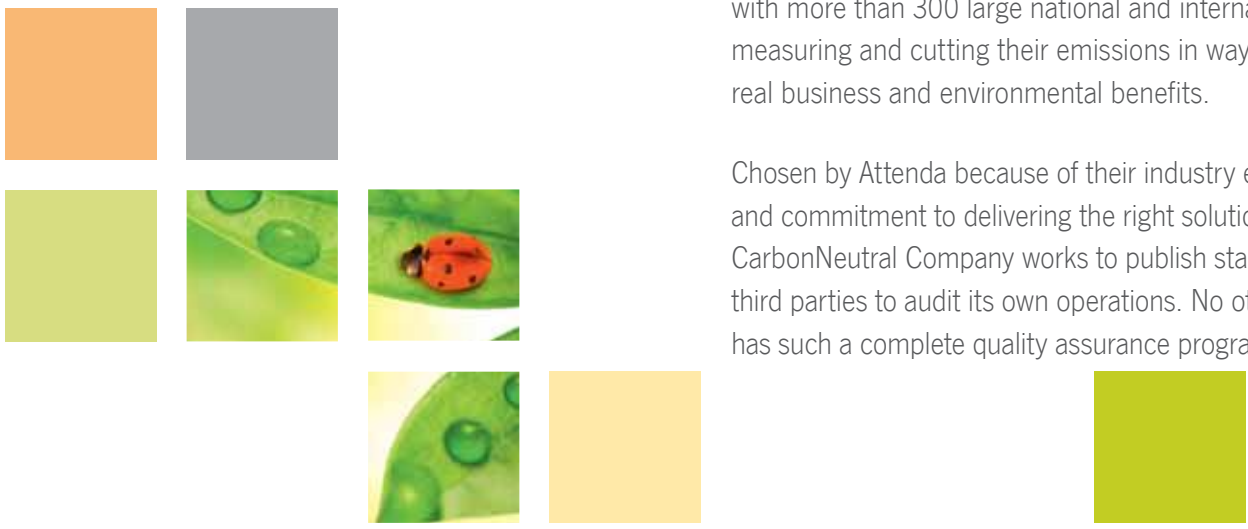 with more than 300 large national and interna
measuring and cutting their emissions in way
real business and environmental benefits.
Chosen by Attenda because of their industry e
and commitment to delivering the right solutio
CarbonNeutral Company works to publish sta
third parties to audit its own operations. No ot
has such a complete quality assurance progra